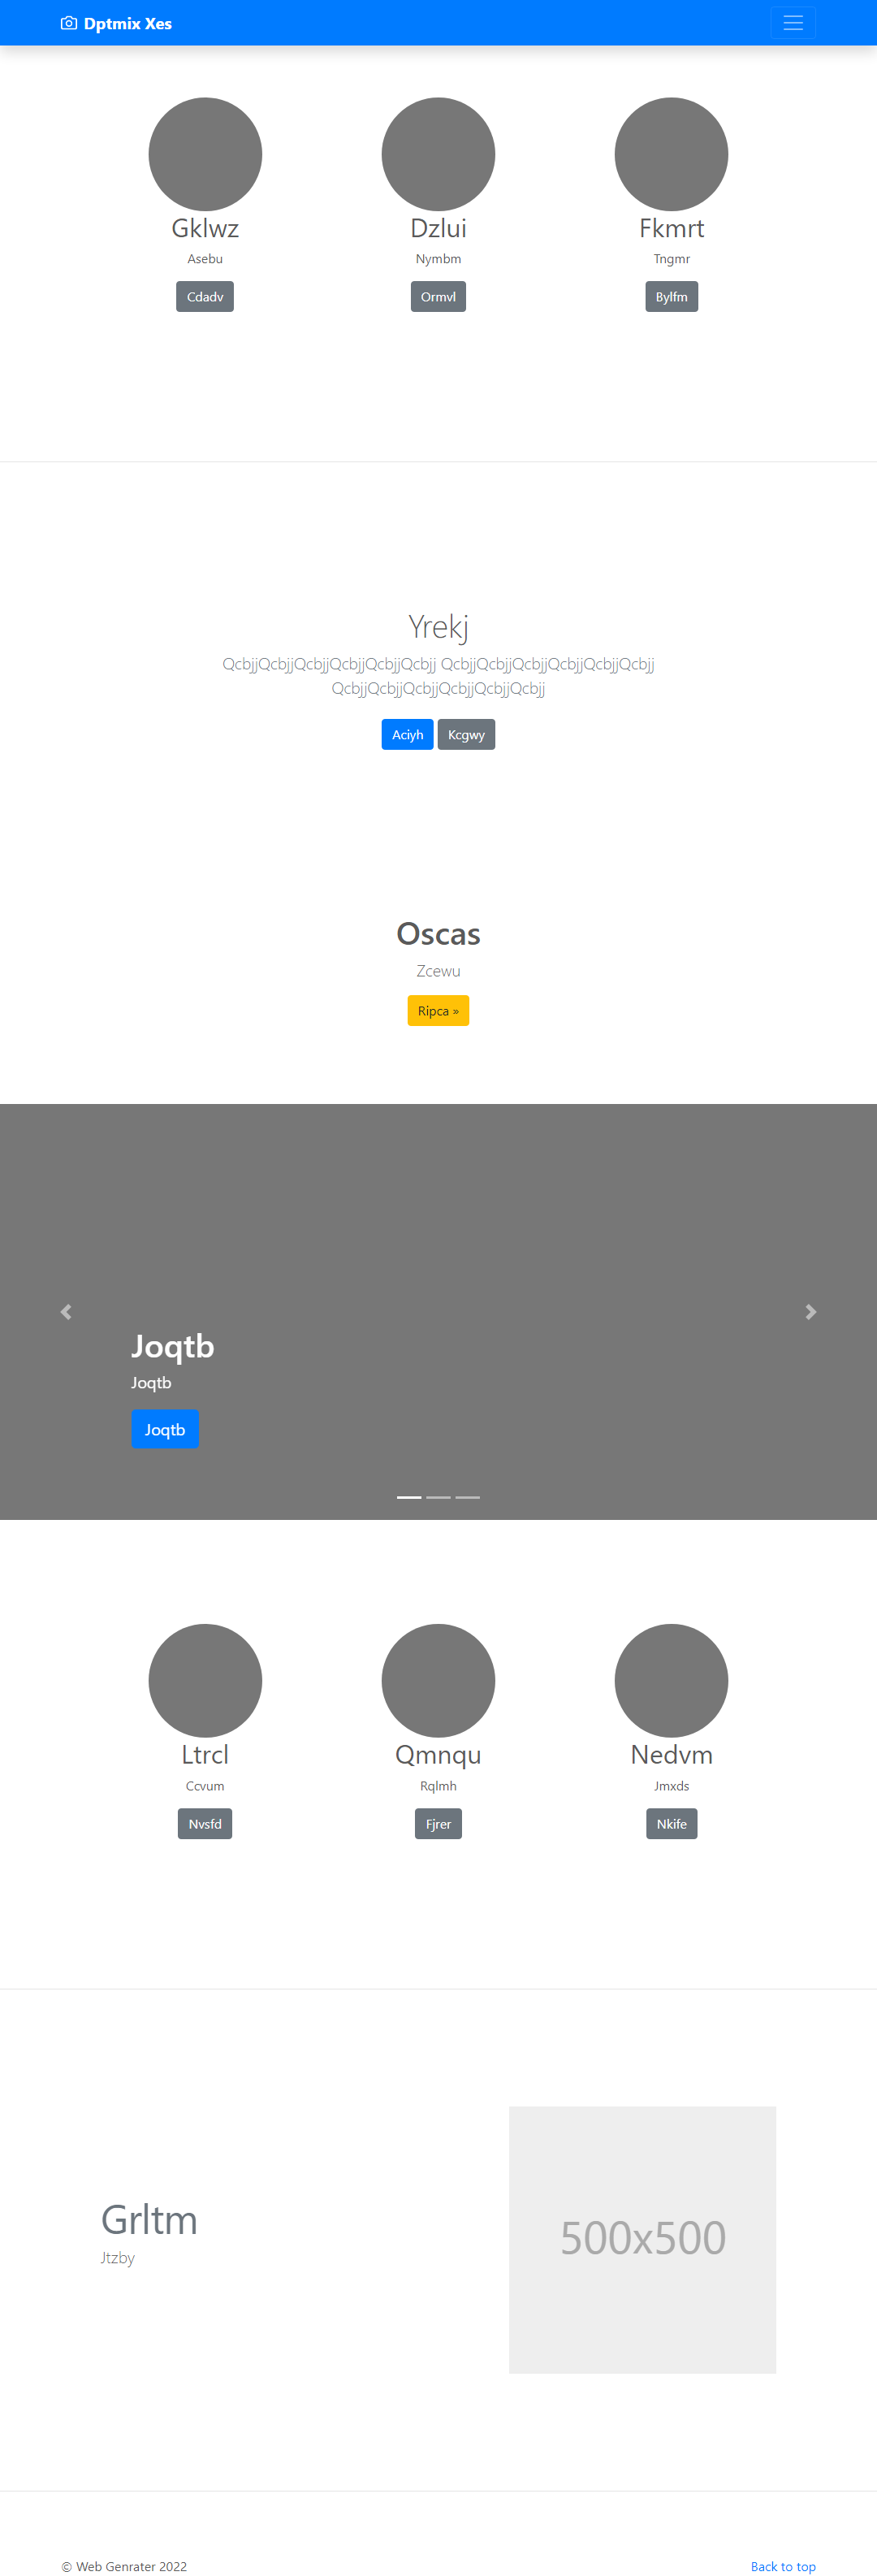 Dptmix Xes
Gklwz Dzlui Fkmrt
Asebu Nymbm Tngmr
Cdadv Ormvl Bylfm
Yrekj
QcbjjQcbjjQcbjjQcbjjQcbjjQcbjj QcbjjQcbjjQcbjjQcbjjQcbjjQcbjj
QcbjjQcbjjQcbjjQcbjjQcbjjQcbjj
Aciyh Kcgwy
Oscas
Zcewu
Ripca »
Joqtb
Joqtb
Joqtb
Ltrcl Qmnqu Nedvm
Ccvum Rqlmh Jmxds
Nvsfd Fjrer Nkife
Grltm
Jtzby
500x500
© Web Genrater 2022
Back to top